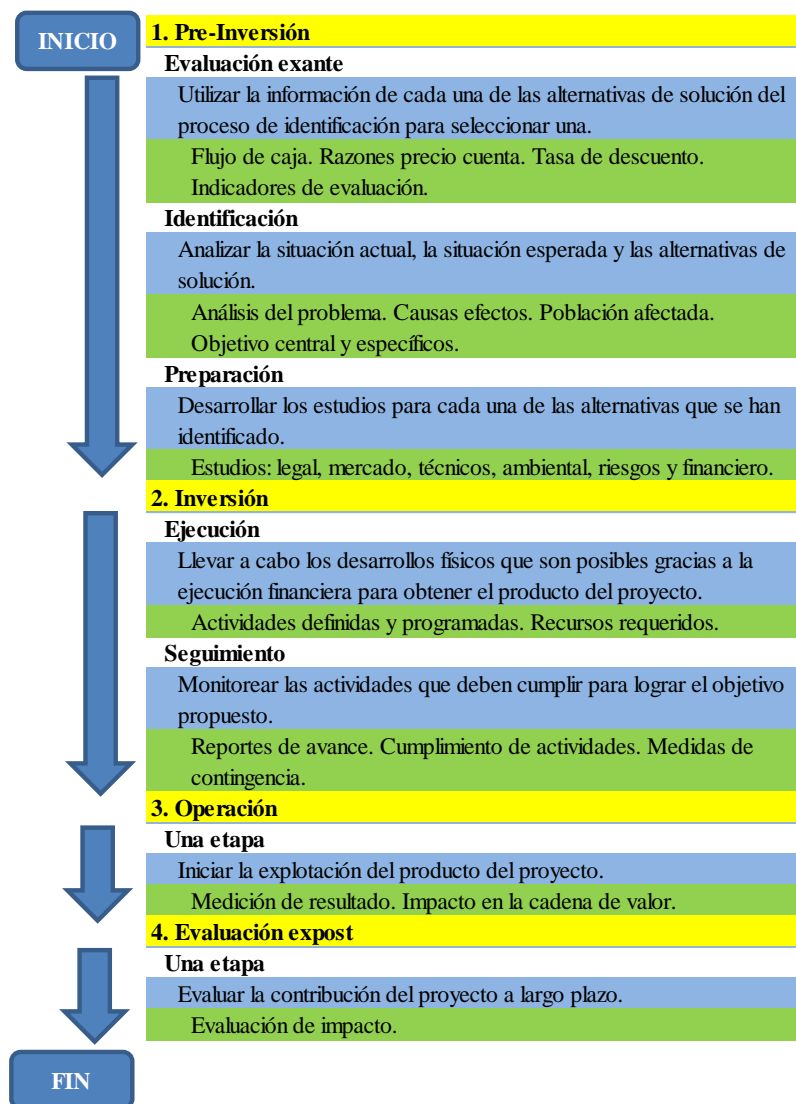 INICIO
1. Pre-Inversión
Evaluación exante
Utilizar la información de cada una de las alternativas de solución del
proceso de identificación para seleccionar una.
Flujo de caja. Razones precio cuenta. Tasa de descuento.
Indicadores de evaluación.
Identificación
Analizar la situación actual, la situación esperada y las alternativas de
solución.
Análisis del problema. Causas efectos. Población afectada.
Objetivo central y específicos.
Preparación
Desarrollar los estudios para cada una de las alternativas que se han
identificado.
Estudios: legal, mercado, técnicos, ambiental, riesgos y financiero.
2. Inversión
Ejecución
Llevar a cabo los desarrollos físicos que son posibles gracias a la
ejecución financiera para obtener el producto del proyecto.
Actividades definidas y programadas. Recursos requeridos.
Seguimiento
Monitorear las actividades que deben cumplir para lograr el objetivo
propuesto.
Reportes de avance. Cumplimiento de actividades. Medidas de
contingencia.
3. Operación
Una etapa
Iniciar la explotación del producto del proyecto.
Medición de resultado. Impacto en la cadena de valor.
4. Evaluación expost
Una etapa
Evaluar la contribución del proyecto a largo plazo.
Evaluación de impacto.
FIN